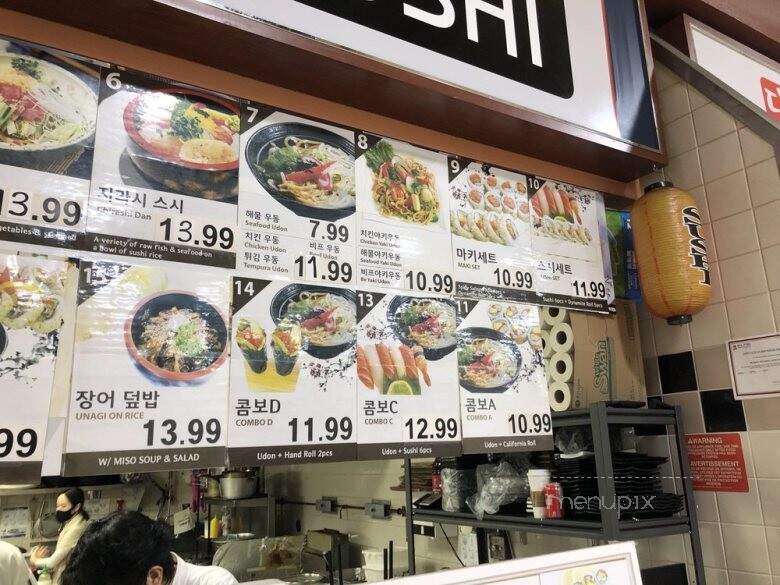 SHI
13.99
6
지라시 스시
Chirashi Dan
13.99
A variety of raw fish & seafood on
a Bowl of sushi rice
7
해물 우동
Seafood Udon
7.99
치킨 우동
Chicken Udon
비프 우동
튀김 우동
Tempura Udon
11.99
8
치킨야끼우동
Chicken Yaki Udon
해물야끼우동
Seafood Yaki Udon
비프야끼우동
10.99
9
마키세트
MAKI SET
10.99
10
스시세트
11.99
Sushi 6pcs + Dynamite Roll 5pcs
SUSHI
99
장어 덮밥
UNAGI ON RICE
13.99
W/ MISO SOUP & SALAD
14
콤보D
COMBO D
11.99
Udon + Hand Roll 2pcs
13
콤보C
COMBO C
12.99
Udon + Sushi 6pcs
11
콤보A
COMBO A
10.99
Udon + California Roll
Swan
WARNING
AVERTISSEMENT
menupix